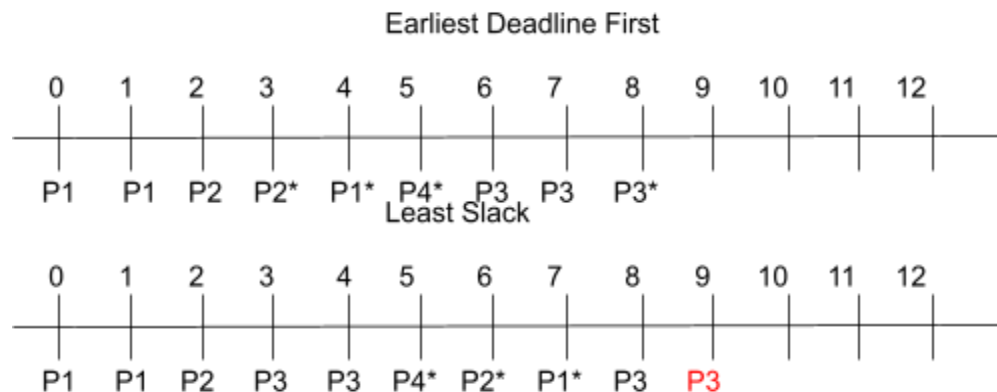 Earliest Deadline First
0 1 2 3 4 5 6 7 8 9 10 11 12
P1 P1 P2 P2* P1* P4* P3 P3 P3*
Least Slack
0 1 2 3 4 5 6 7 8 9 10 11 12
P1 P1 P2 P3 P3 P4* P2* P1* P3 P3